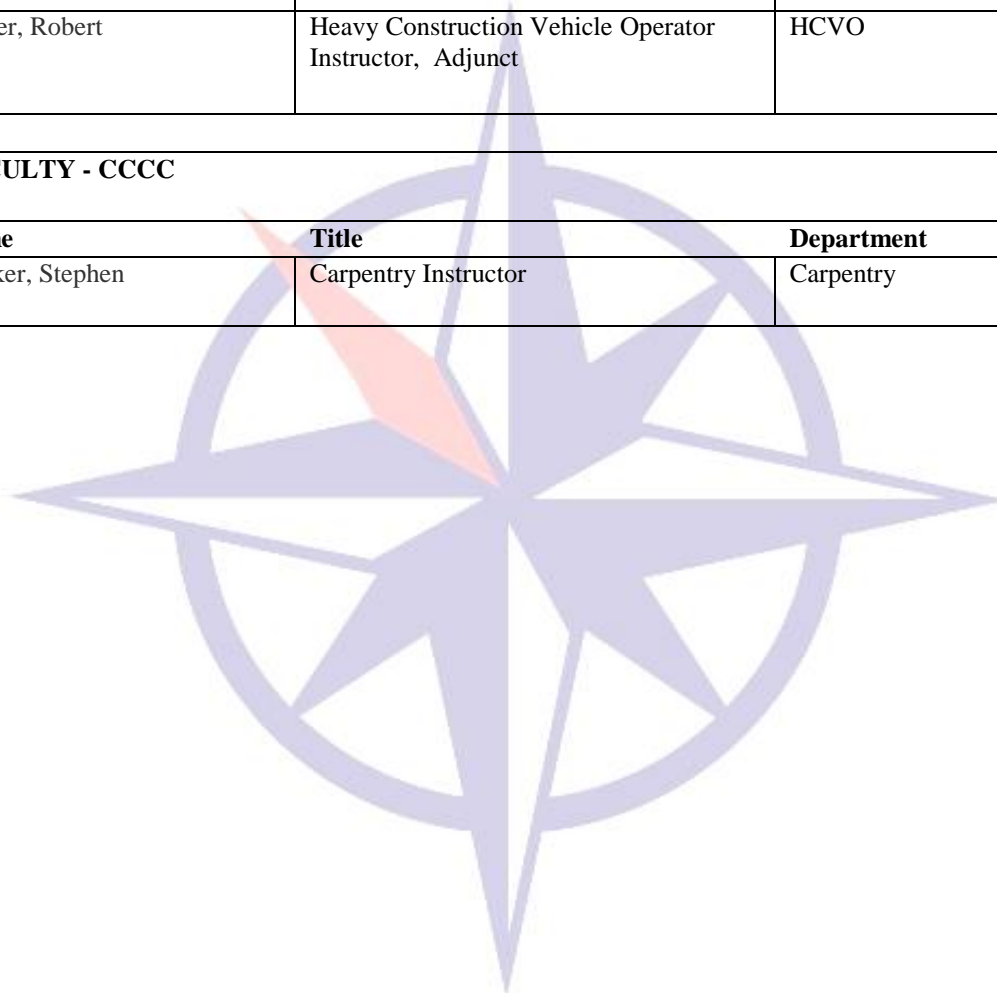 er, Robert Heavy Construction Vehicle Operator HCVO
Instructor, Adjunct
ULTY - CCCC
e Title Department
ker, Stephen Carpentry Instructor Carpentry